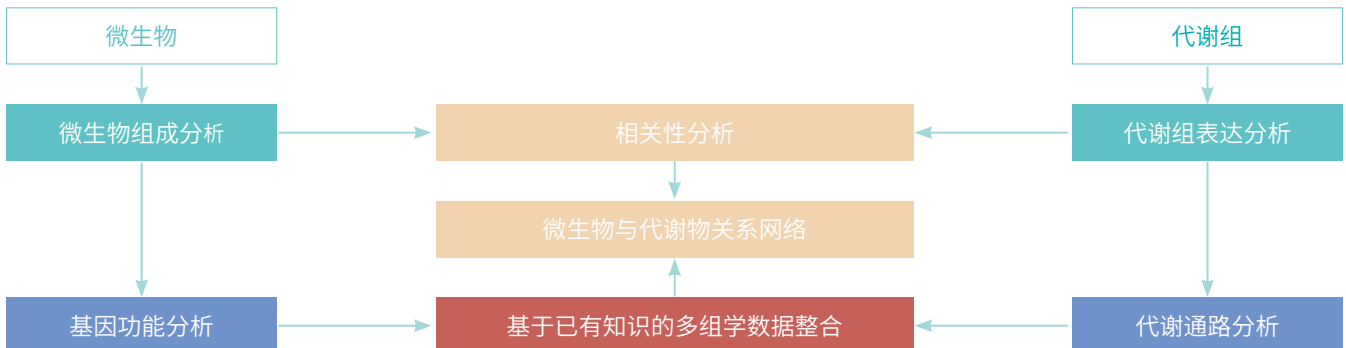 微生物
代谢组
微生物组成分析
相关性分析
代谢组表达分析
微生物与代谢物关系网络
基因功能分析
基于已有知识的多组学数据整合
代谢通路分析